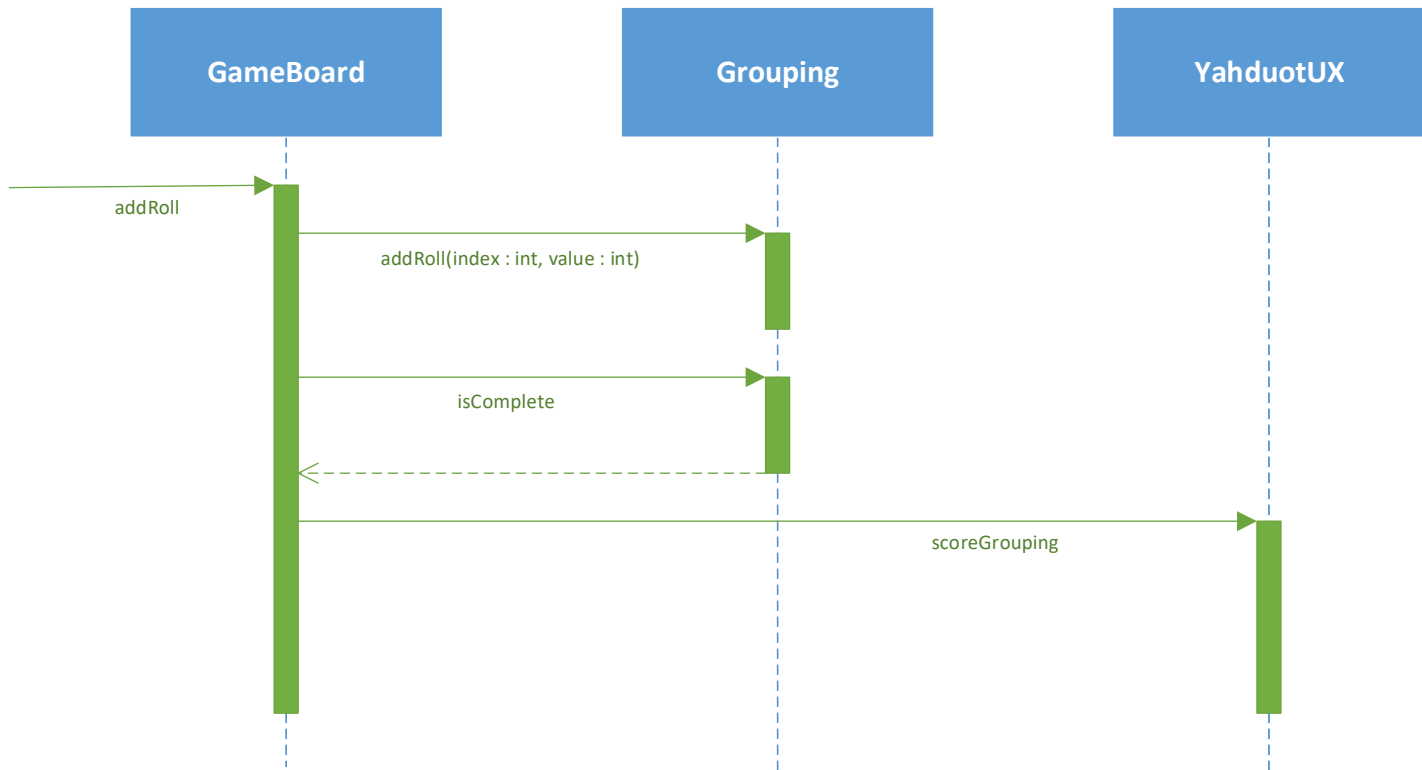 GameBoard
Grouping
YahduotUX
addRoll
addRoll(index : int, value : int)
isComplete
scoreGrouping